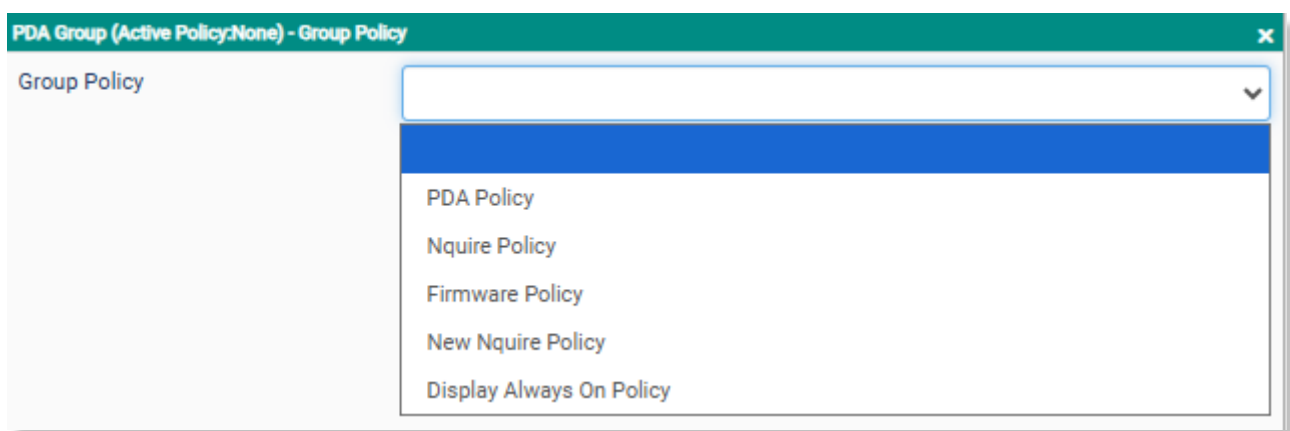 PDA Group (Active Policy:None) - Group Policy
Group Policy
PDA Policy
Nquire Policy
Firmware Policy
New Nquire Policy
Display Always On Policy